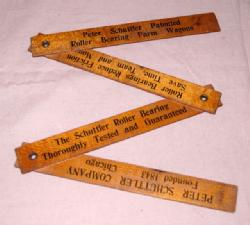 Peter Schuttler Patented
Roller Bearing Farm Wagons
Roller Bearings Reduce Friction
Save Time, Team and
The Schuttler Roller Bearing
Thoroughly Tested and Guaranteed
PETER SCHUTTLER COMPANY
Chicago Founded 1843